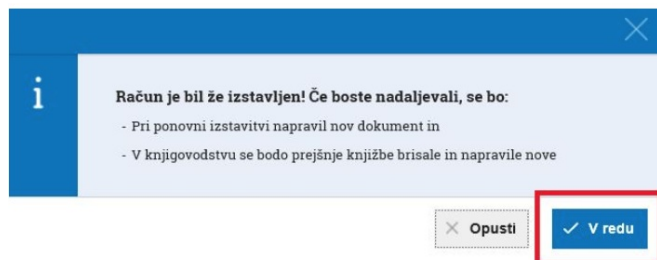 Račun je bil že izstavljen! Če boste nadaljevali, se bo:
- Pri ponovni izstavitvi napravil nov dokument in
- V knjigovodstvu se bodo prejšnje knjižbe brisale in napravile nove
Opusti
V redu